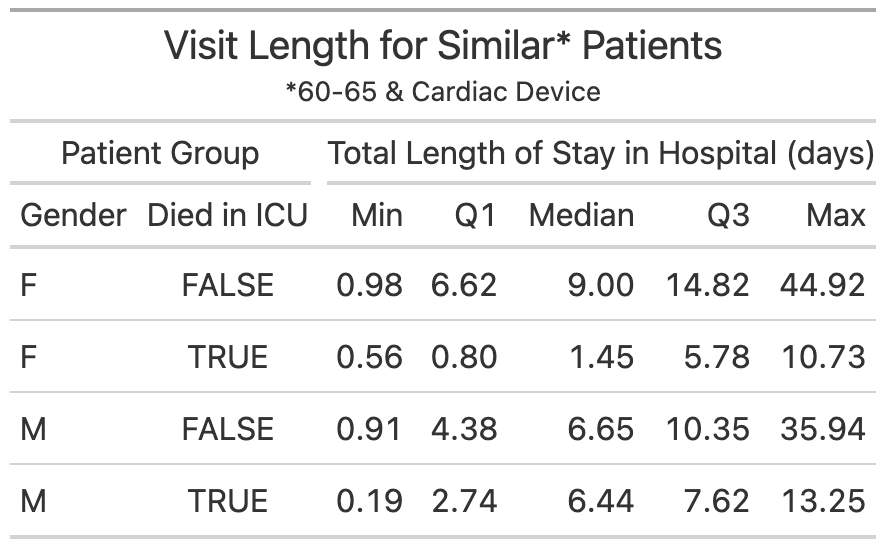 Visit Length for Similar* Patients
*60-65 & Cardiac Device
Patient Group Total Length of Stay in Hospital (days)
Gender Died in ICU Min Q1 Median Q3 Max
F FALSE 0.98 6.62 9.00 14.82 44.92
F TRUE 0.56 0.80 1.45 5.78 10.73
M FALSE 0.91 4.38 6.65 10.35 35.94
M TRUE 0.19 2.74 6.44 7.62 13.25